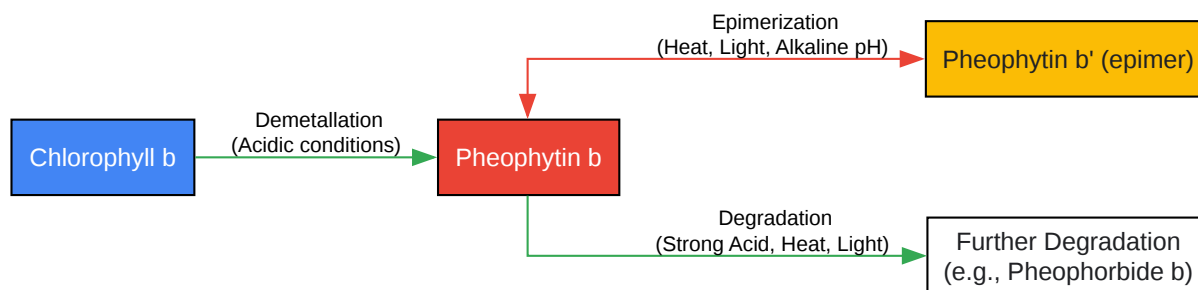 Epimerization
(Heat, Light, Alkaline pH)
Pheophytin b' (epimer)
Demetallation
(Acidic conditions)
Chlorophyll b
Pheophytin b
Degradation
(Strong Acid, Heat, Light)
Further Degradation
(e.g., Pheophorbide b)